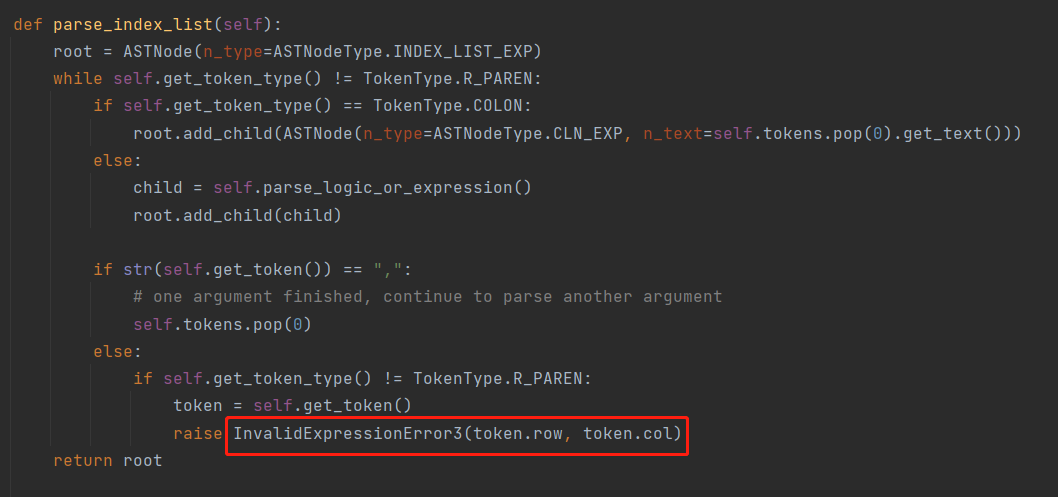 def parse_index_list(self):
    root = ASTNode(n_type=ASTNodeType.INDEX_LIST_EXP)
    while self.get_token_type() != TokenType.R_PAREN:
        if self.get_token_type() == TokenType.COLON:
            root.add_child(ASTNode(n_type=ASTNodeType.CLN_EXP, n_text=self.tokens.pop(0).get_text()))
        else:
            child = self.parse_logic_or_expression()
            root.add_child(child)

        if str(self.get_token()) == ",":
            # one argument finished, continue to parse another argument
            self.tokens.pop(0)
        else:
            if self.get_token_type() != TokenType.R_PAREN:
                token = self.get_token()
                raise InvalidExpressionError3(token.row, token.col)
    return root